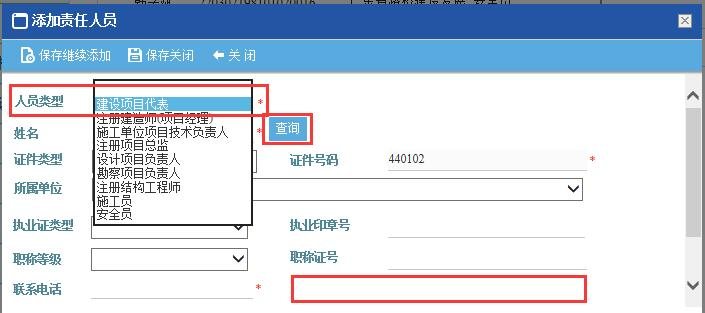 添加责任人员
保存继续添加 保存关闭 关 闭
人员类型 *
建设项目代表
注册建造师(项目经理)
施工单位项目技术负责人
注册项目总监
设计项目负责人
勘察项目负责人
注册结构工程师
施工员
安全员
姓名 * 查询
证件类型 证件号码 440102 *
所属单位
执业证类型 执业印章号
职称等级 职称证号
联系电话 *